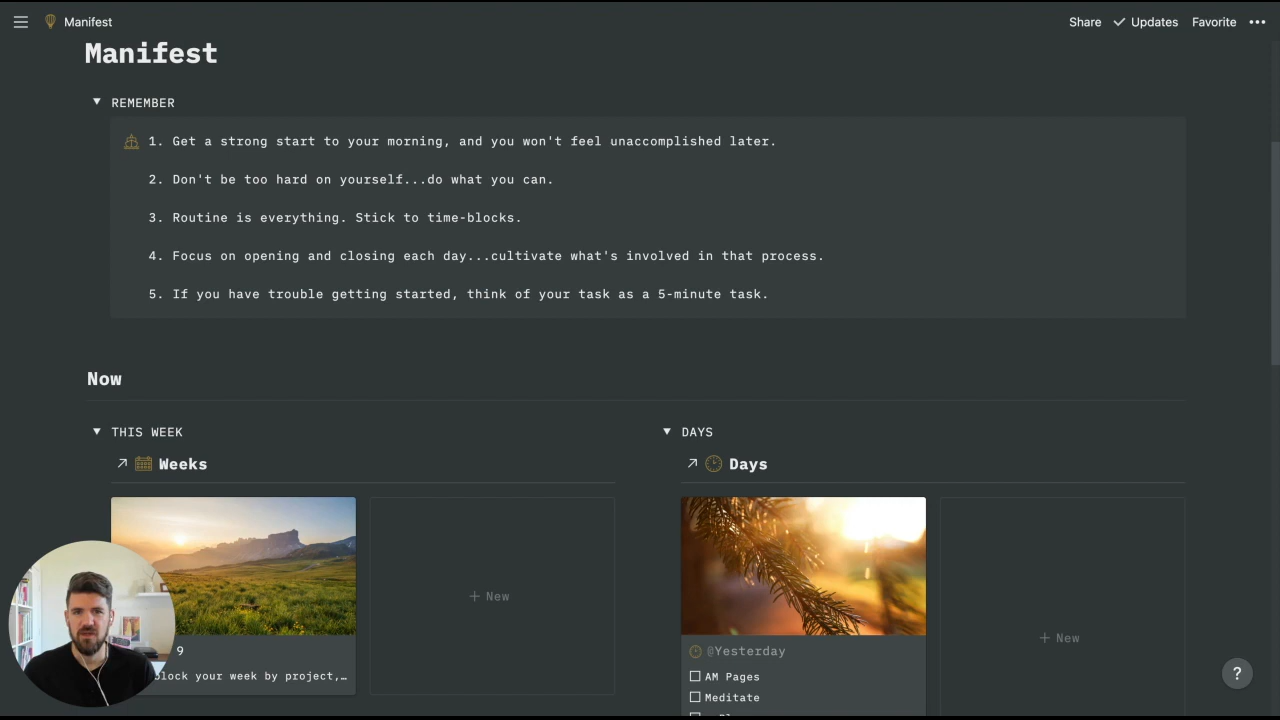 Manifest
Share
Updates
Favorite
Manifest
REMEMBER
1. Get a strong start to your morning, and you won't feel unaccomplished later.
2. Don't be too hard on yourself...do what you can.
3. Routine is everything. Stick to time-blocks.
4. Focus on opening and closing each day...cultivate what's involved in that process.
5. If you have trouble getting started, think of your task as a 5-minute task.
Now
THIS WEEK
Weeks
+ New
9
your week by project,…
DAYS
Days
+ New
@Yesterday
AM Pages
Meditate
?